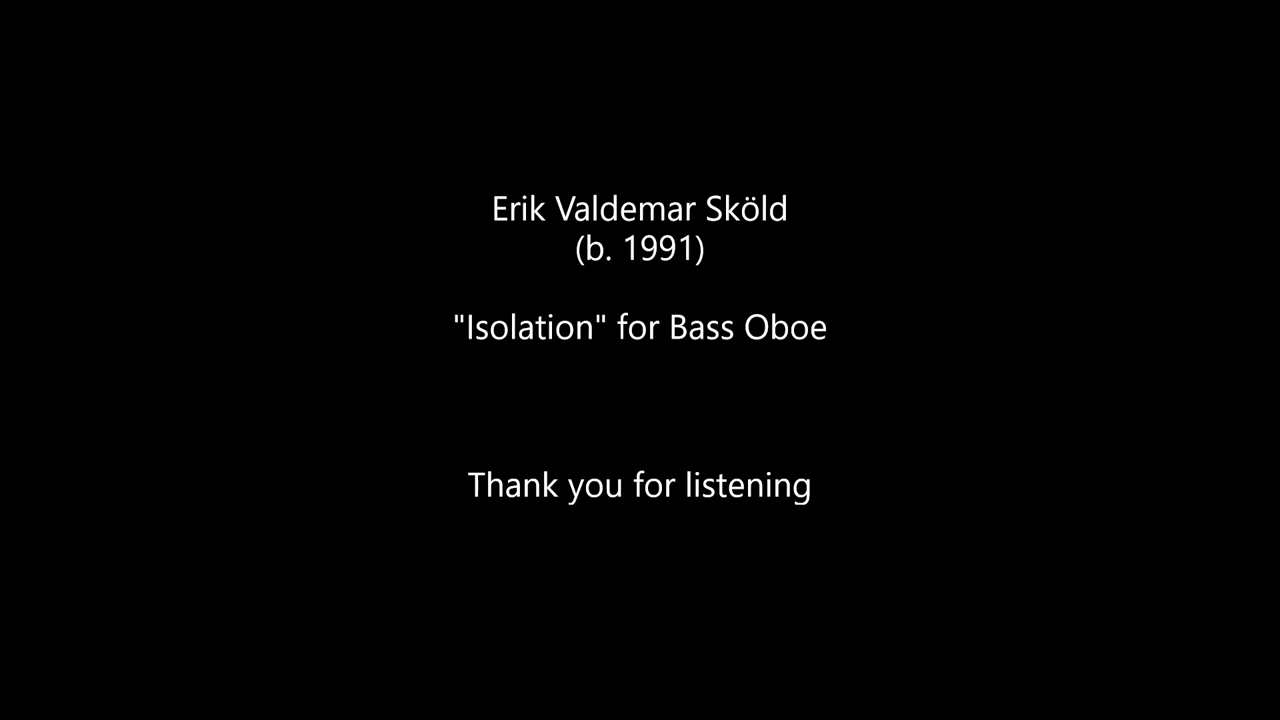 Erik Valdemar Sköld
(b. 1991)
"Isolation" for Bass Oboe
Thank you for listening